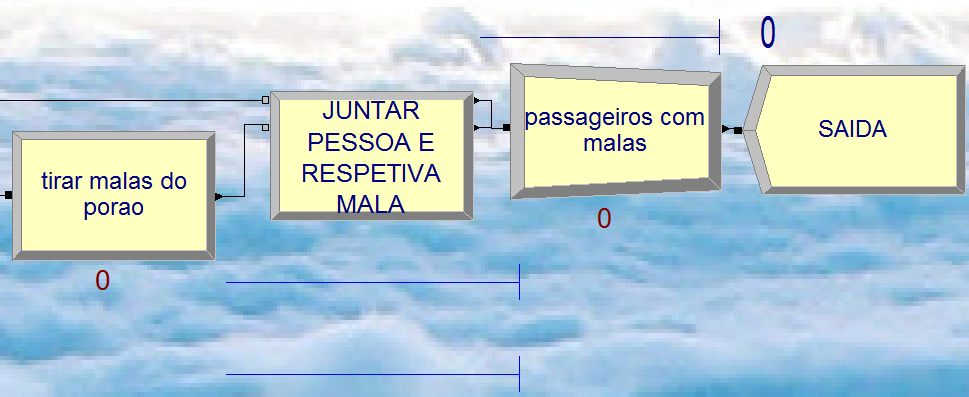 0
JUNTAR
PESSOA E
RESPETIVA
MALA
passageiros com
malas
SAIDA
tirar malas do
porao
0
0